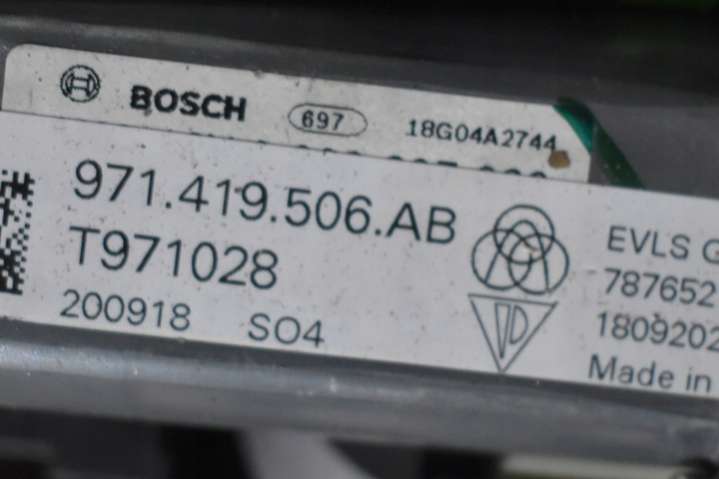 BOSCH 697 18G04A2744
971.419.506.AB
T971028
200918 SO4
EVLS G
787652
1809202
Made in